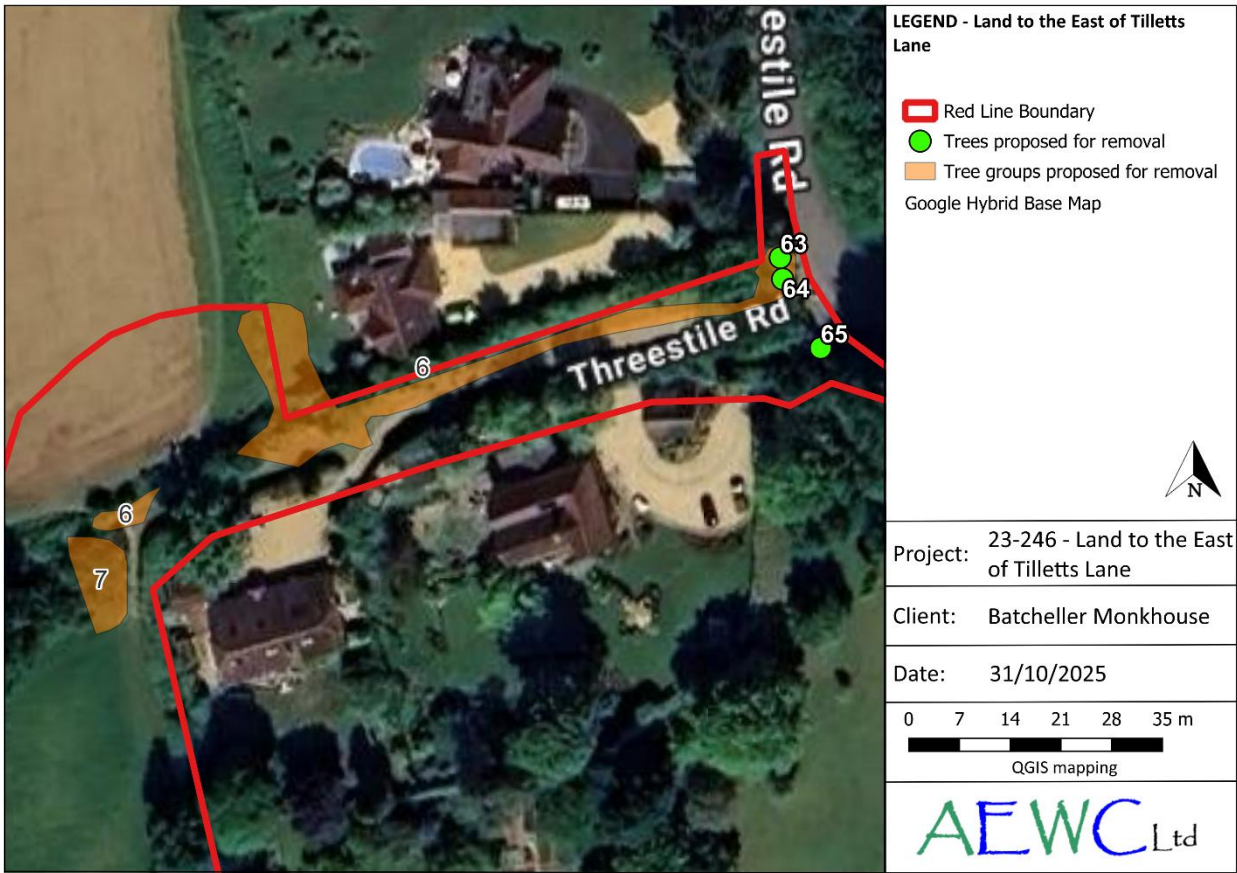 estile Rd
63
64
65
Threestile Rd
6
6
7
LEGEND - Land to the East of Tilletts
Lane
Red Line Boundary
Trees proposed for removal
Tree groups proposed for removal
Google Hybrid Base Map
N
Project: 23-246 - Land to the East
of Tilletts Lane
Client: Batcheller Monkhouse
Date: 31/10/2025
0 7 14 21 28 35 m
QGIS mapping
AEWC Ltd